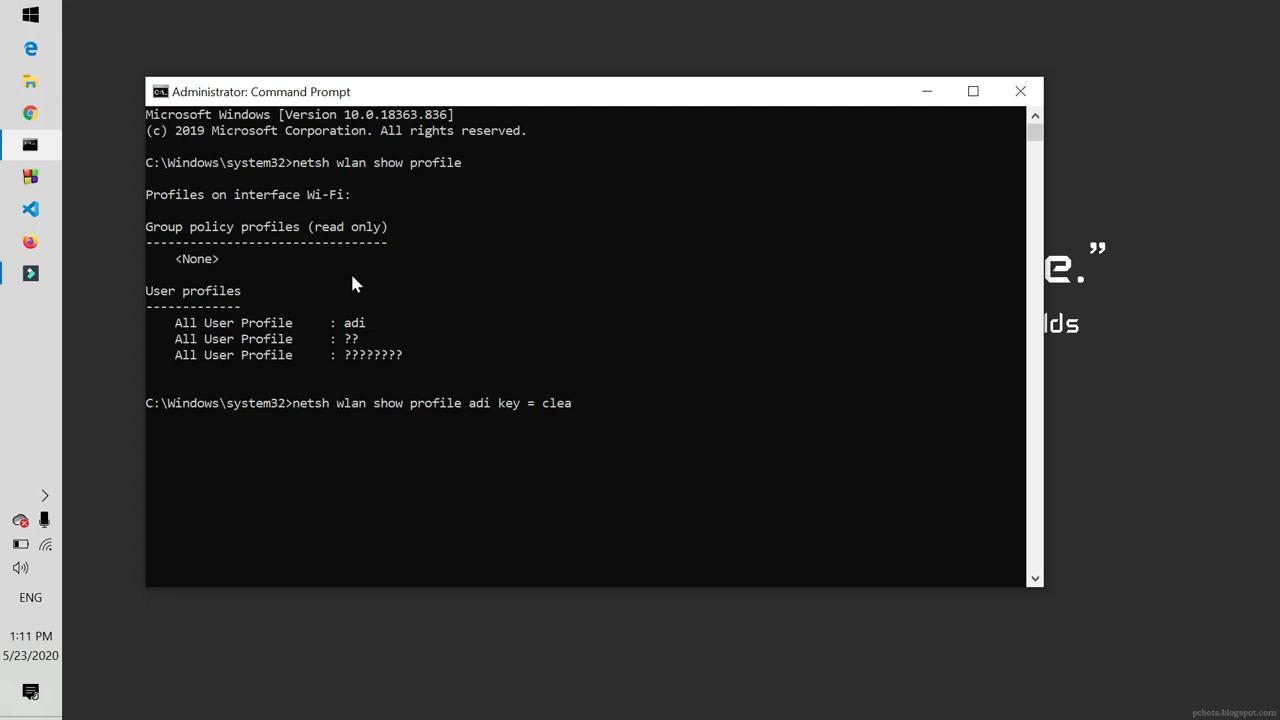 Administrator: Command Prompt
Microsoft Windows [Version 10.0.18363.836]
(c) 2019 Microsoft Corporation. All rights reserved.
C:\Windows\system32>netsh wlan show profile
Profiles on interface Wi-Fi:
Group policy profiles (read only)
---------------------------------
<None>
User profiles
-------------
All User Profile     : adi
All User Profile     : ??
All User Profile     : ????????
C:\Windows\system32>netsh wlan show profile adi key = clea
e.”
lds
ENG
1:11 PM
5/23/2020
pcbots.blogspot.com